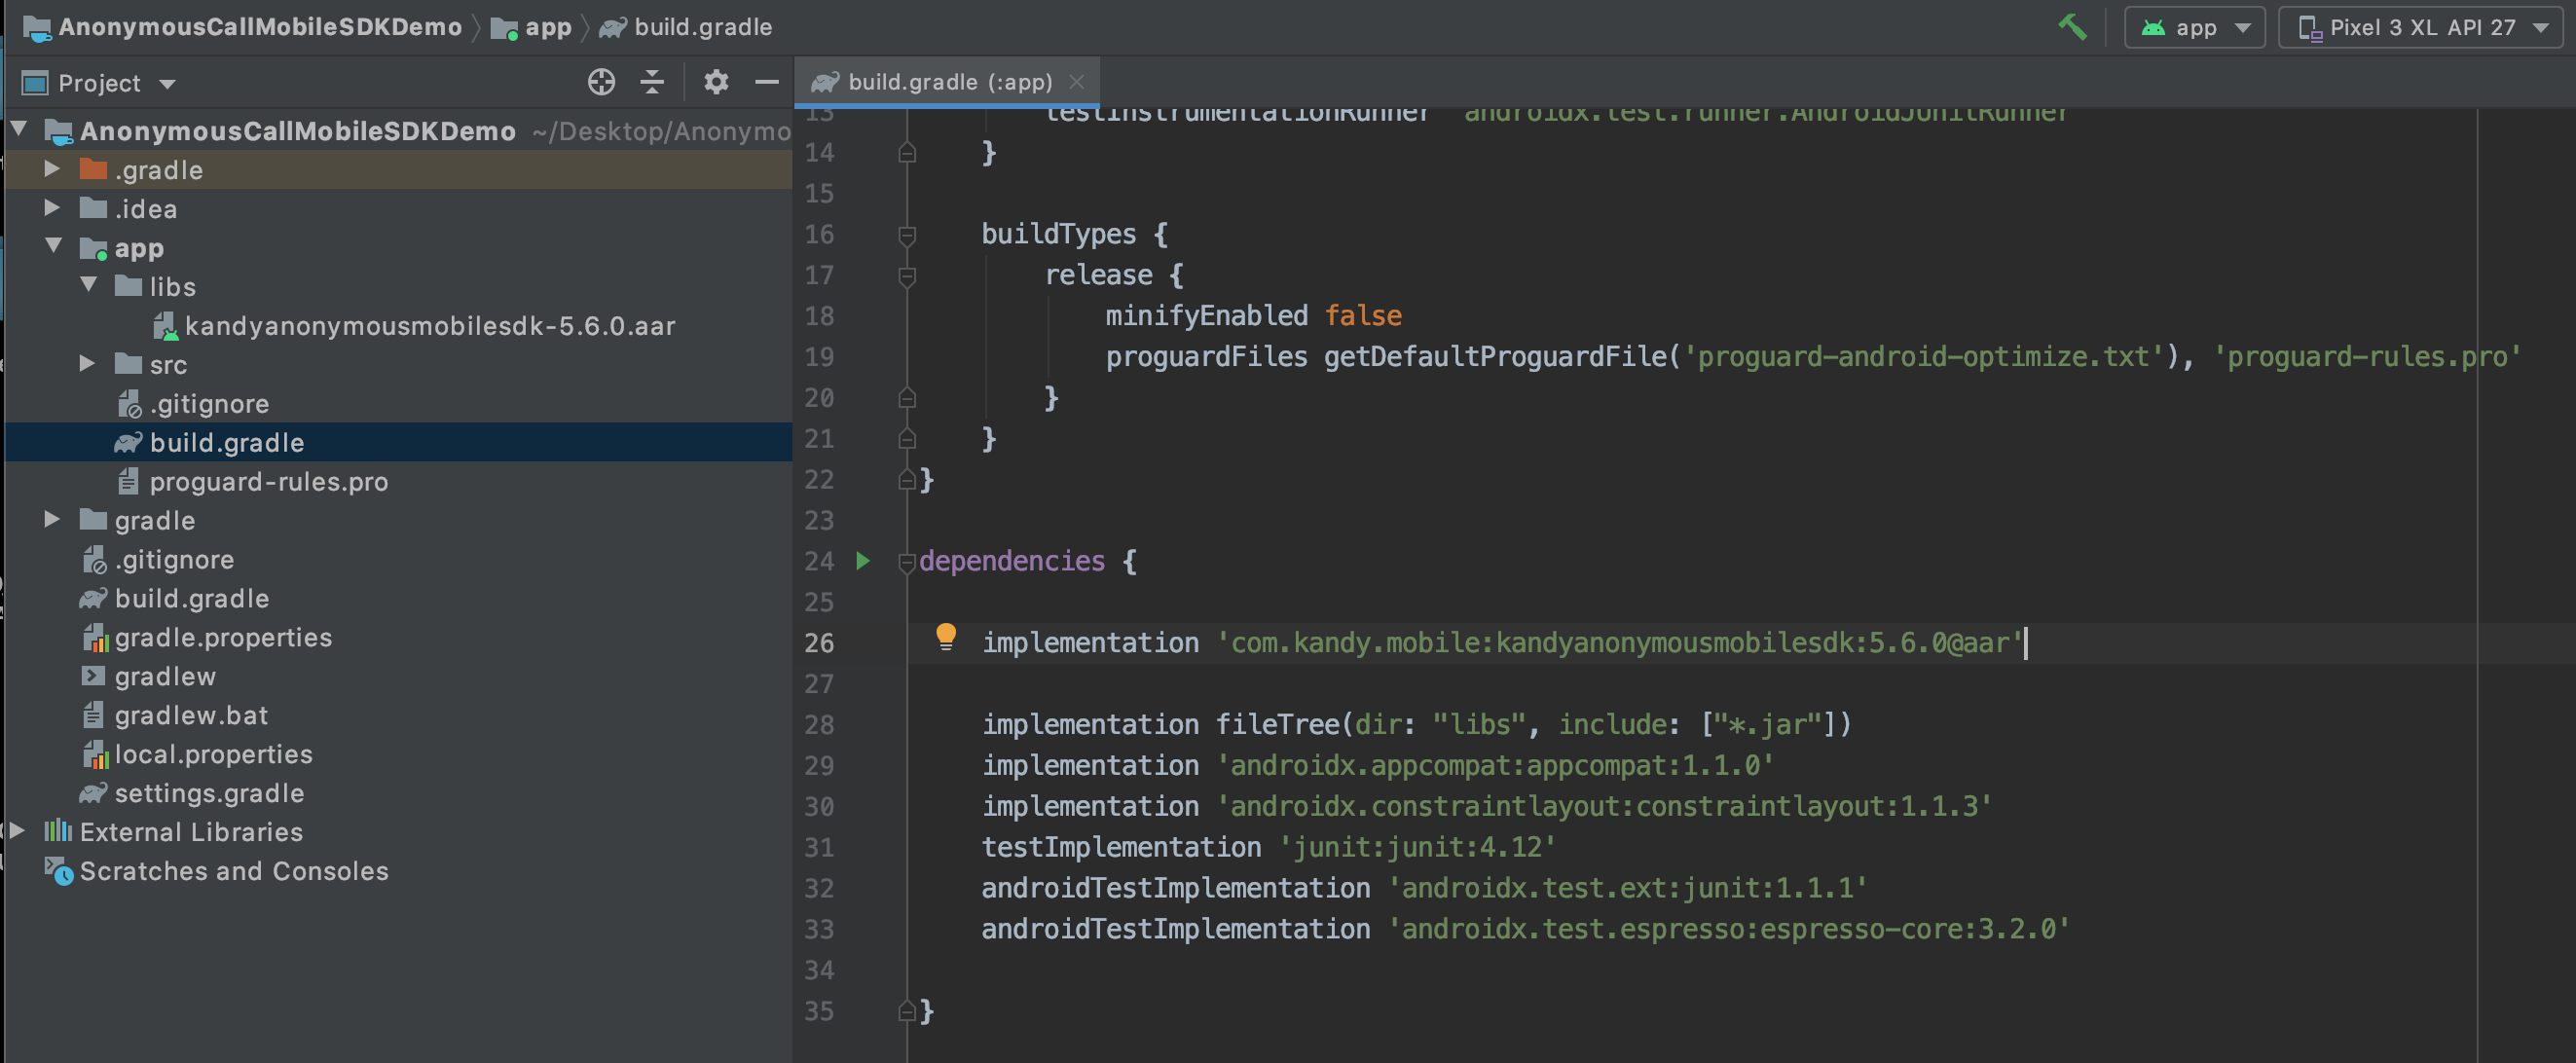 AnonymousCallMobileSDKDemo app build.gradle
app Pixel 3 XL API 27
Project
AnonymousCallMobileSDKDemo ~/Desktop/Anonymo
.gradle
.idea
app
libs
kandyanonymousmobilesdk-5.6.0.aar
src
.gitignore
build.gradle
proguard-rules.pro
gradle
.gitignore
build.gradle
gradle.properties
gradlew
gradlew.bat
local.properties
settings.gradle
External Libraries
Scratches and Consoles
build.gradle (:app)
13 testInstrumentationRunner androidx.test.runner.AndroidJUnitRunner
14 }
15
16 buildTypes {
17 release {
18 minifyEnabled false
19 proguardFiles getDefaultProguardFile('proguard-android-optimize.txt'), 'proguard-rules.pro'
20 }
21 }
22 }
23
24 dependencies {
25
26 implementation 'com.kandy.mobile:kandyanonymousmobilesdk:5.6.0@aar'
27
28 implementation fileTree(dir: "libs", include: ["*.jar"])
29 implementation 'androidx.appcompat:appcompat:1.1.0'
30 implementation 'androidx.constraintlayout:constraintlayout:1.1.3'
31 testImplementation 'junit:junit:4.12'
32 androidTestImplementation 'androidx.test.ext:junit:1.1.1'
33 androidTestImplementation 'androidx.test.espresso:espresso-core:3.2.0'
34
35 }